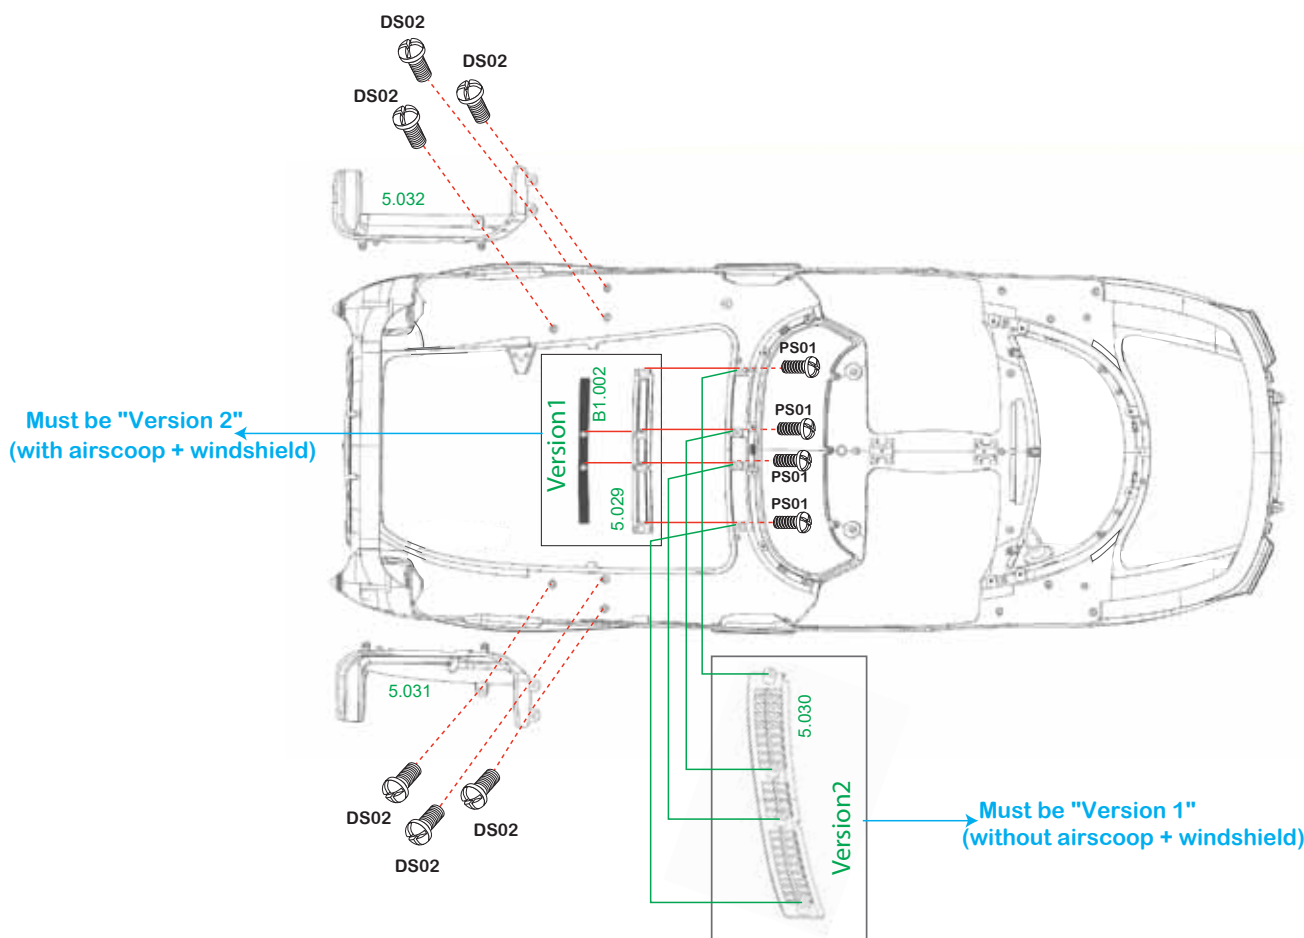 DS02
DS02
DS02
5.032
PS01
B1.002
PS01
Must be "Version 2"
(with airscoop + windshield)
Version1
PS01
5.029
PS01
5.031
5.030
DS02
DS02
DS02
Version2
Must be "Version 1"
(without airscoop + windshield)